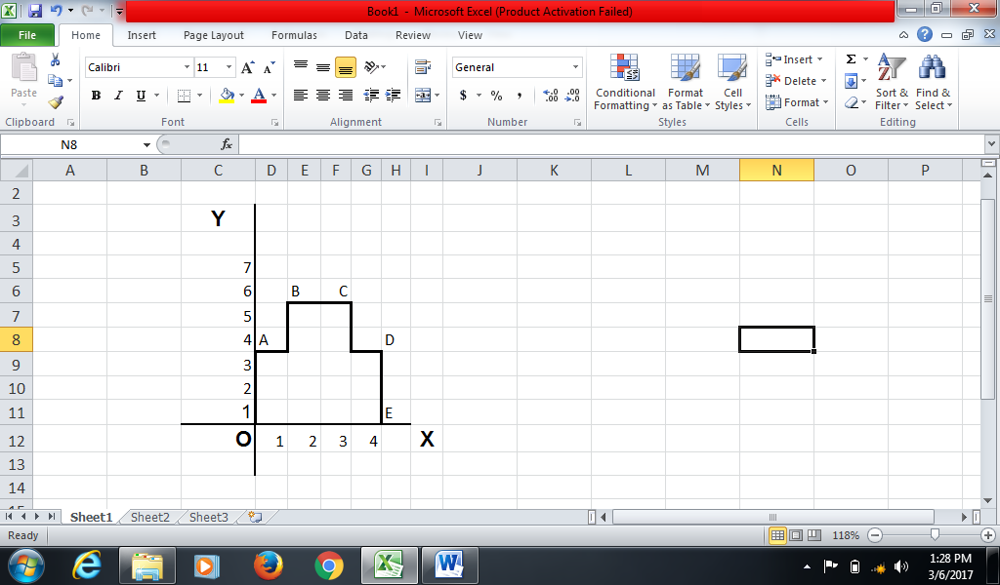 Book1 - Microsoft Excel (Product Activation Failed)
File Home Insert Page Layout Formulas Data Review View
Paste
Calibri 11
B I U
General
$ % ,
Conditional Formatting
Format as Table
Cell Styles
Insert
Delete
Format
Sort & Filter
Find & Select
Clipboard Font Alignment Number Styles Cells Editing
N8 fx
A B C D E F G H I J K L M N O P
2
3 Y
4
5 7
6 6 B C
7 5
8 4 A D
9 3
10 2
11 1 E
12 O 1 2 3 4 X
13
14
15
Sheet1 Sheet2 Sheet3
Ready 118%
1:28 PM
3/6/2017